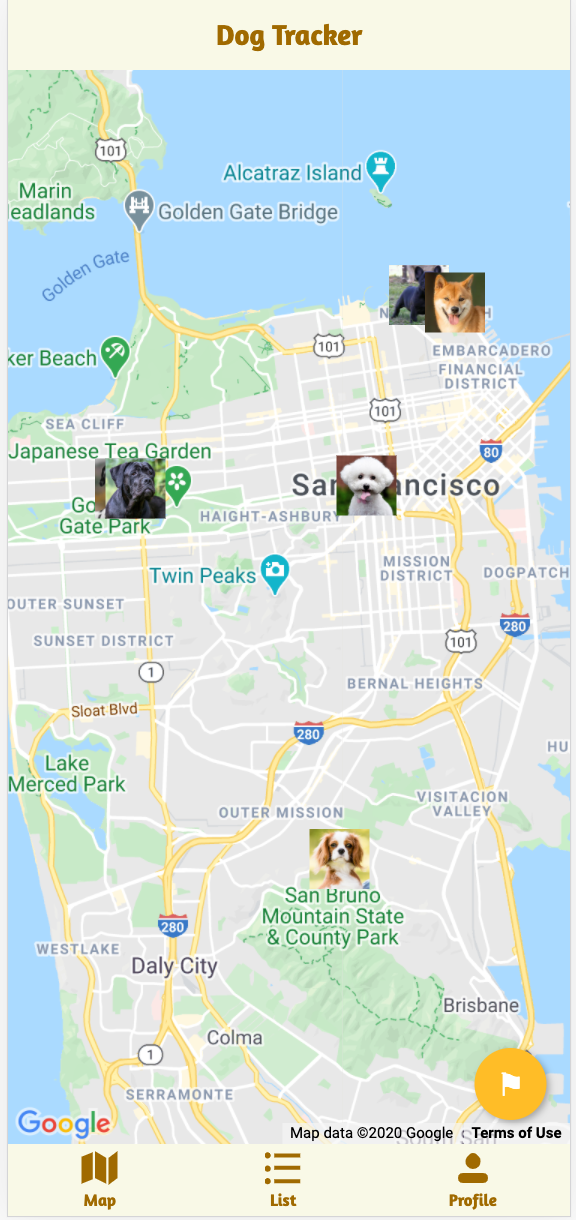 Dog Tracker
101
Alcatraz Island
Marin
Golden Gate Bridge
Golden Gate
101
ker Beach
EMBARCADERO
FINANCIAL
DISTRICT
101
SEA CLIFF
80
Japanese Tea Garden
Gate Park
HAIGHT-ASHBURY
Twin Peaks
MISSION
DISTRICT
DOGPATCH
OUTER SUNSET
280
SUNSET DISTRICT
101
1
BERNAL HEIGHTS
Sloat Blvd
280
HU
Lake
Merced Park
VISITACION
VALLEY
OUTER MISSION
San Bruno
Mountain State
& County Park
280
WESTLAKE
Daly City
Brisbane
Colma
1
SERRAMONTE
Google
Map data ©2020 Google
Terms of Use
Map
List
Profile